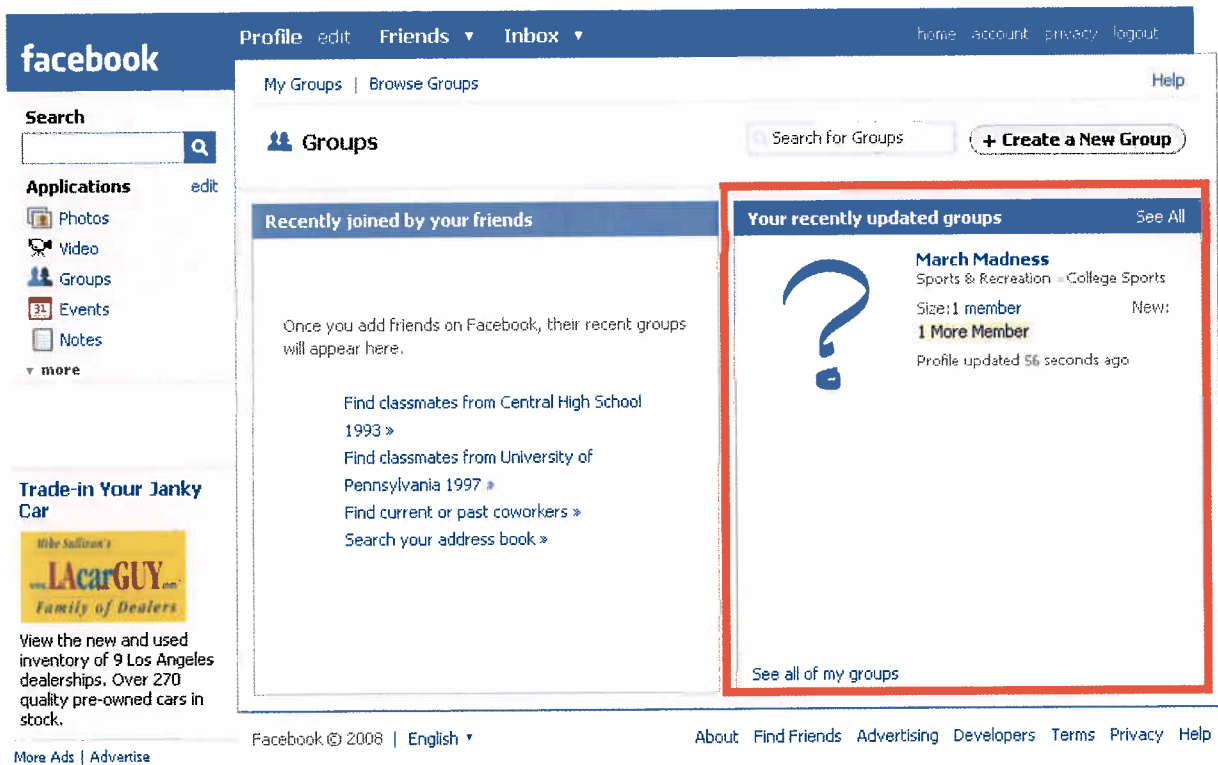 facebook
Profile edit Friends Inbox
home account privacy logout
My Groups | Browse Groups
Help
Search
Groups
Search for Groups
+ Create a New Group
Applications edit
Photos
Video
Groups
31 Events
Notes
more
Recently joined by your friends
Once you add friends on Facebook, their recent groups
will appear here.
Find classmates from Central High School
1993 »
Find classmates from University of
Pennsylvania 1997 »
Find current or past coworkers »
Search your address book »
Your recently updated groups See All
?
March Madness
Sports & Recreation - College Sports
Size: 1 member New:
1 More Member
Profile updated 56 seconds ago
See all of my groups
Trade-in Your Janky
Car
Mike Sullivan's
www.LAcarGUY.com
Family of Dealers
View the new and used
inventory of 9 Los Angeles
dealerships. Over 270
quality pre-owned cars in
stock.
More Ads | Advertise
Facebook © 2008 | English
About Find Friends Advertising Developers Terms Privacy Help